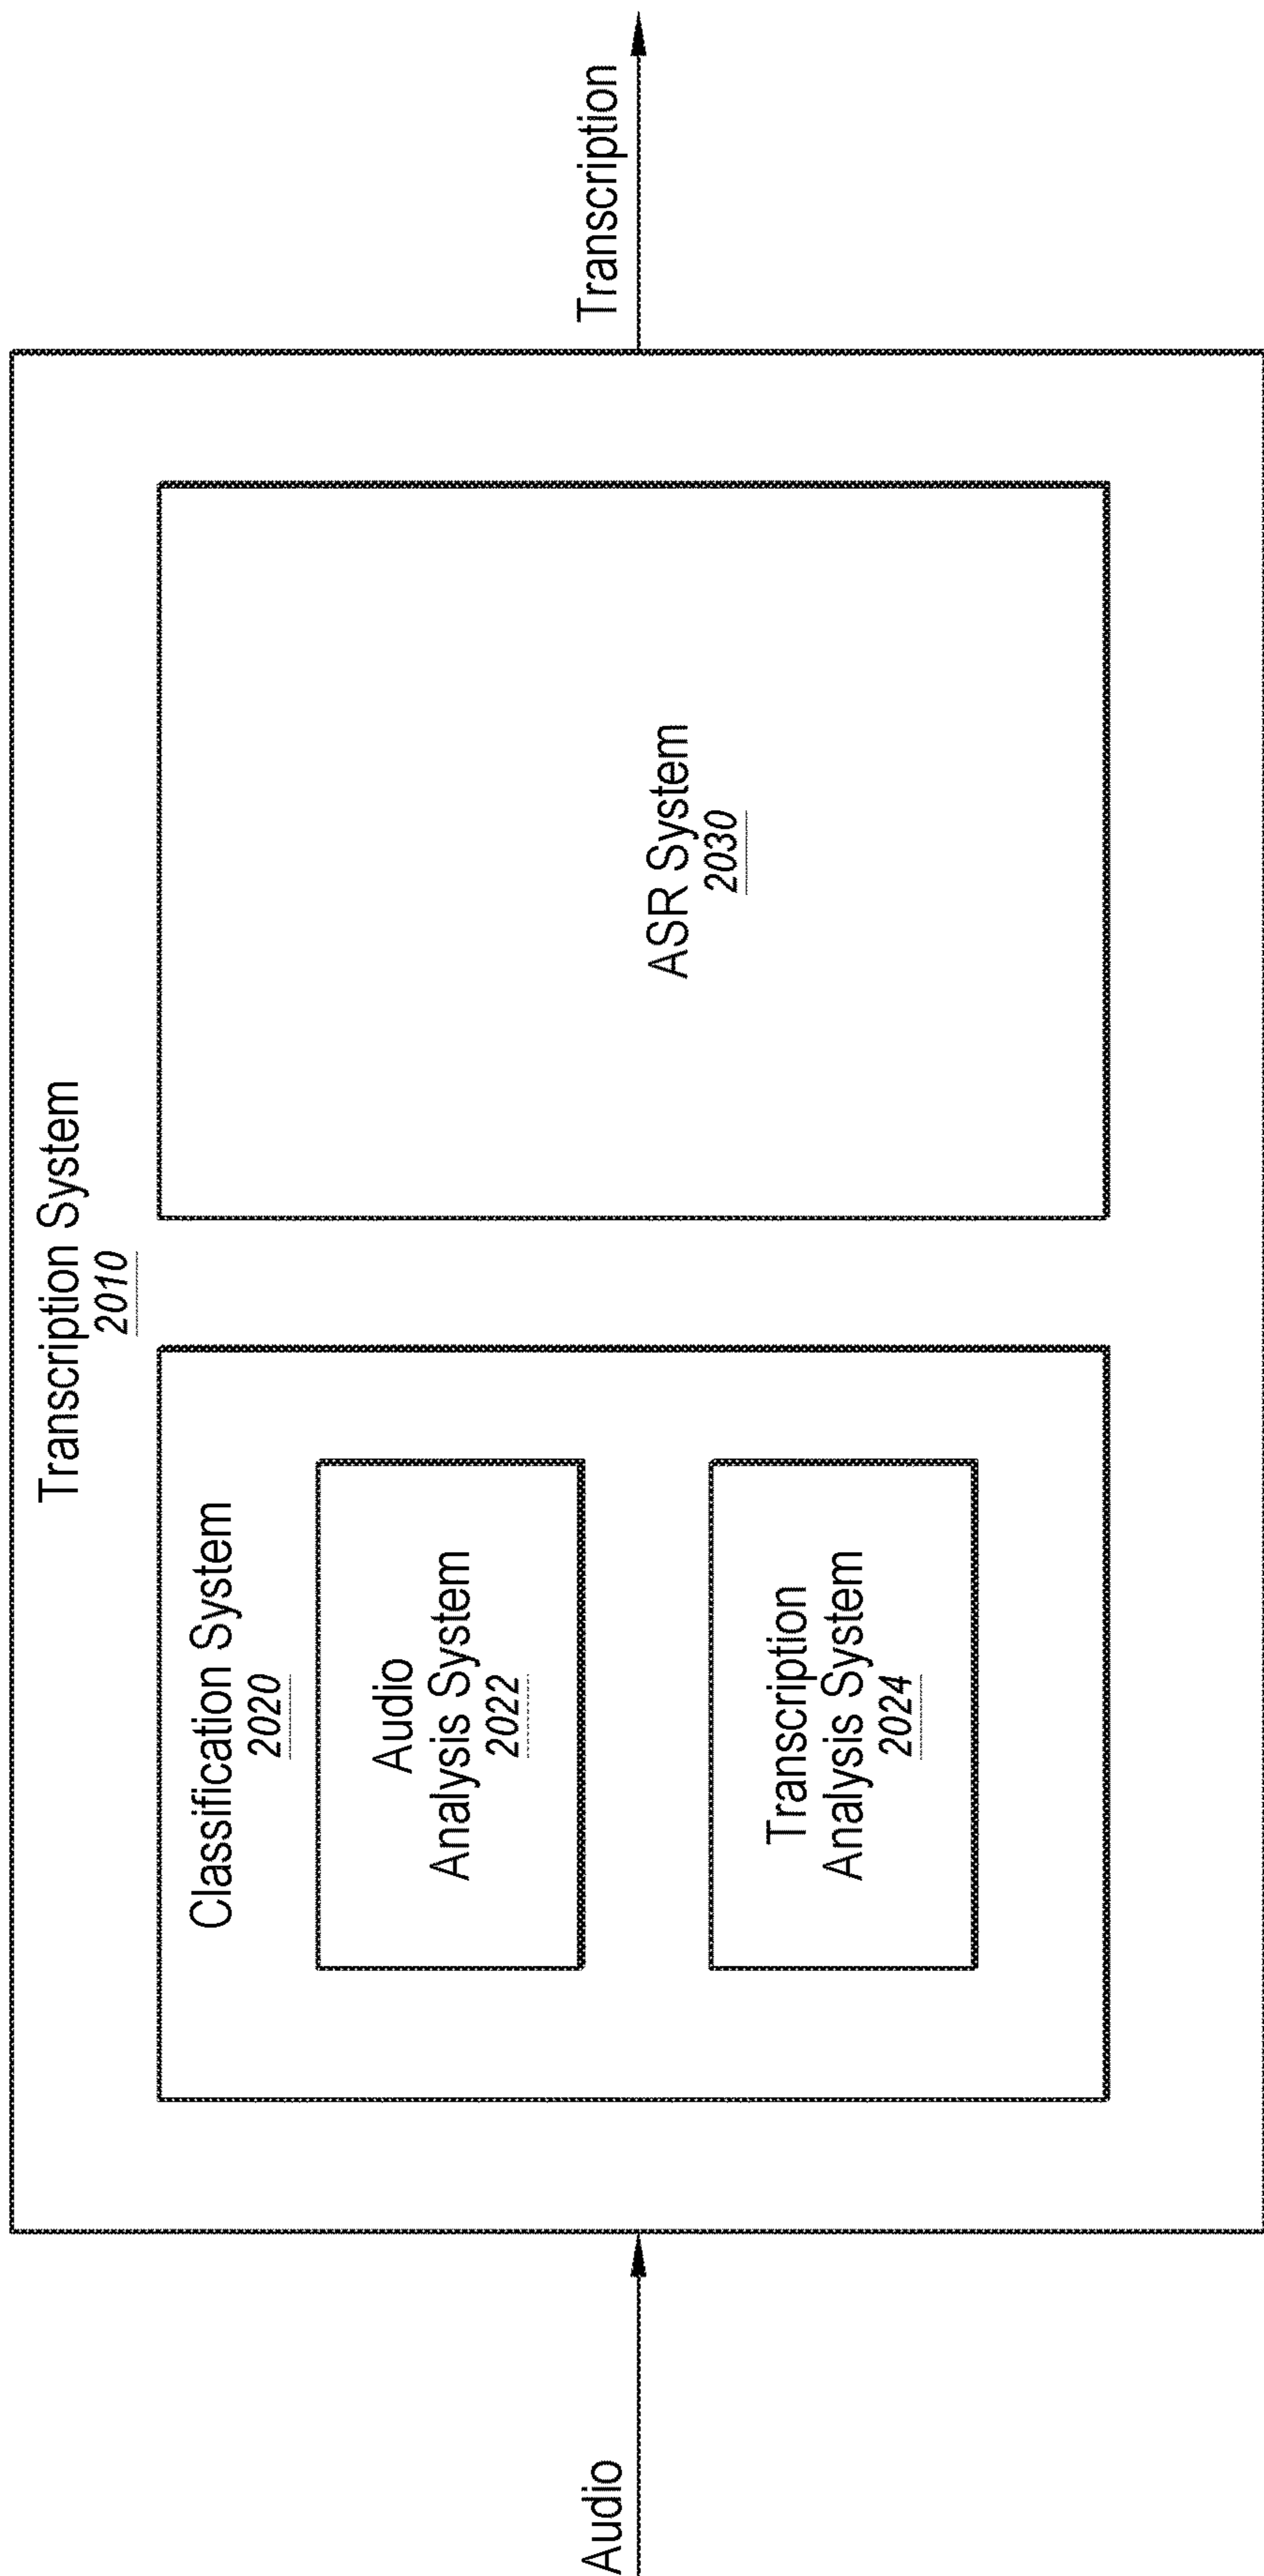 Transcription System
2010
Classification System
2020
Audio
Analysis System
2022
Transcription
Analysis System
2024
ASR System
2030
Audio
Transcription